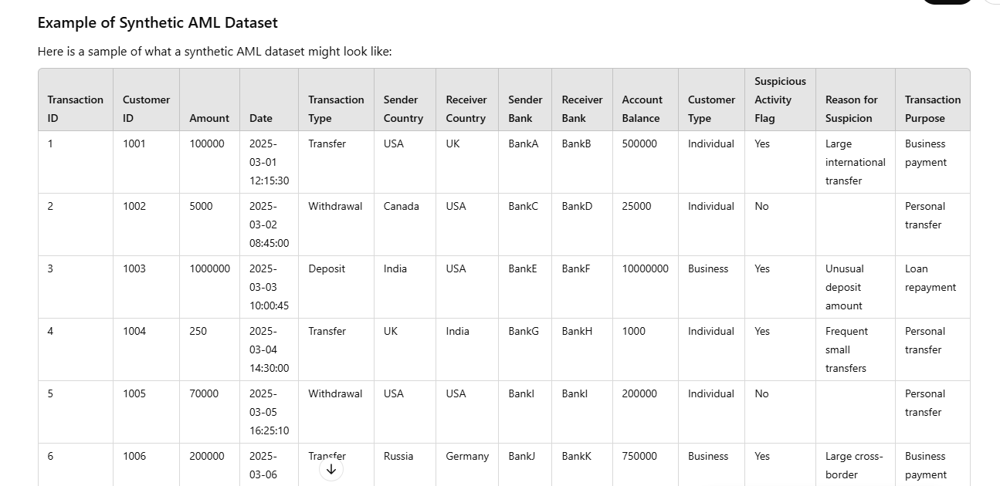 Example of Synthetic AML Dataset
Here is a sample of what a synthetic AML dataset might look like:
Suspicious
Transaction Customer Transaction Sender Receiver Sender Receiver Account Customer Activity Reason for Transaction
ID ID Amount Date Type Country Country Bank Bank Balance Type Flag Suspicion Purpose
1 1001 100000 2025- Transfer USA UK BankA BankB 500000 Individual Yes Large Business
03-01 international payment
12:15:30 transfer
2 1002 5000 2025- Withdrawal Canada USA BankC BankD 25000 Individual No Personal
03-02 transfer
08:45:00
3 1003 1000000 2025- Deposit India USA BankE BankF 10000000 Business Yes Unusual Loan
03-03 deposit repayment
10:00:45 amount
4 1004 250 2025- Transfer UK India BankG BankH 1000 Individual Yes Frequent Personal
03-04 small transfer
14:30:00 transfers
5 1005 70000 2025- Withdrawal USA USA BankI BankI 200000 Individual No Personal
03-05 transfer
16:25:10
6 1006 200000 2025- Transfer Russia Germany BankJ BankK 750000 Business Yes Large cross- Business
03-06 border payment